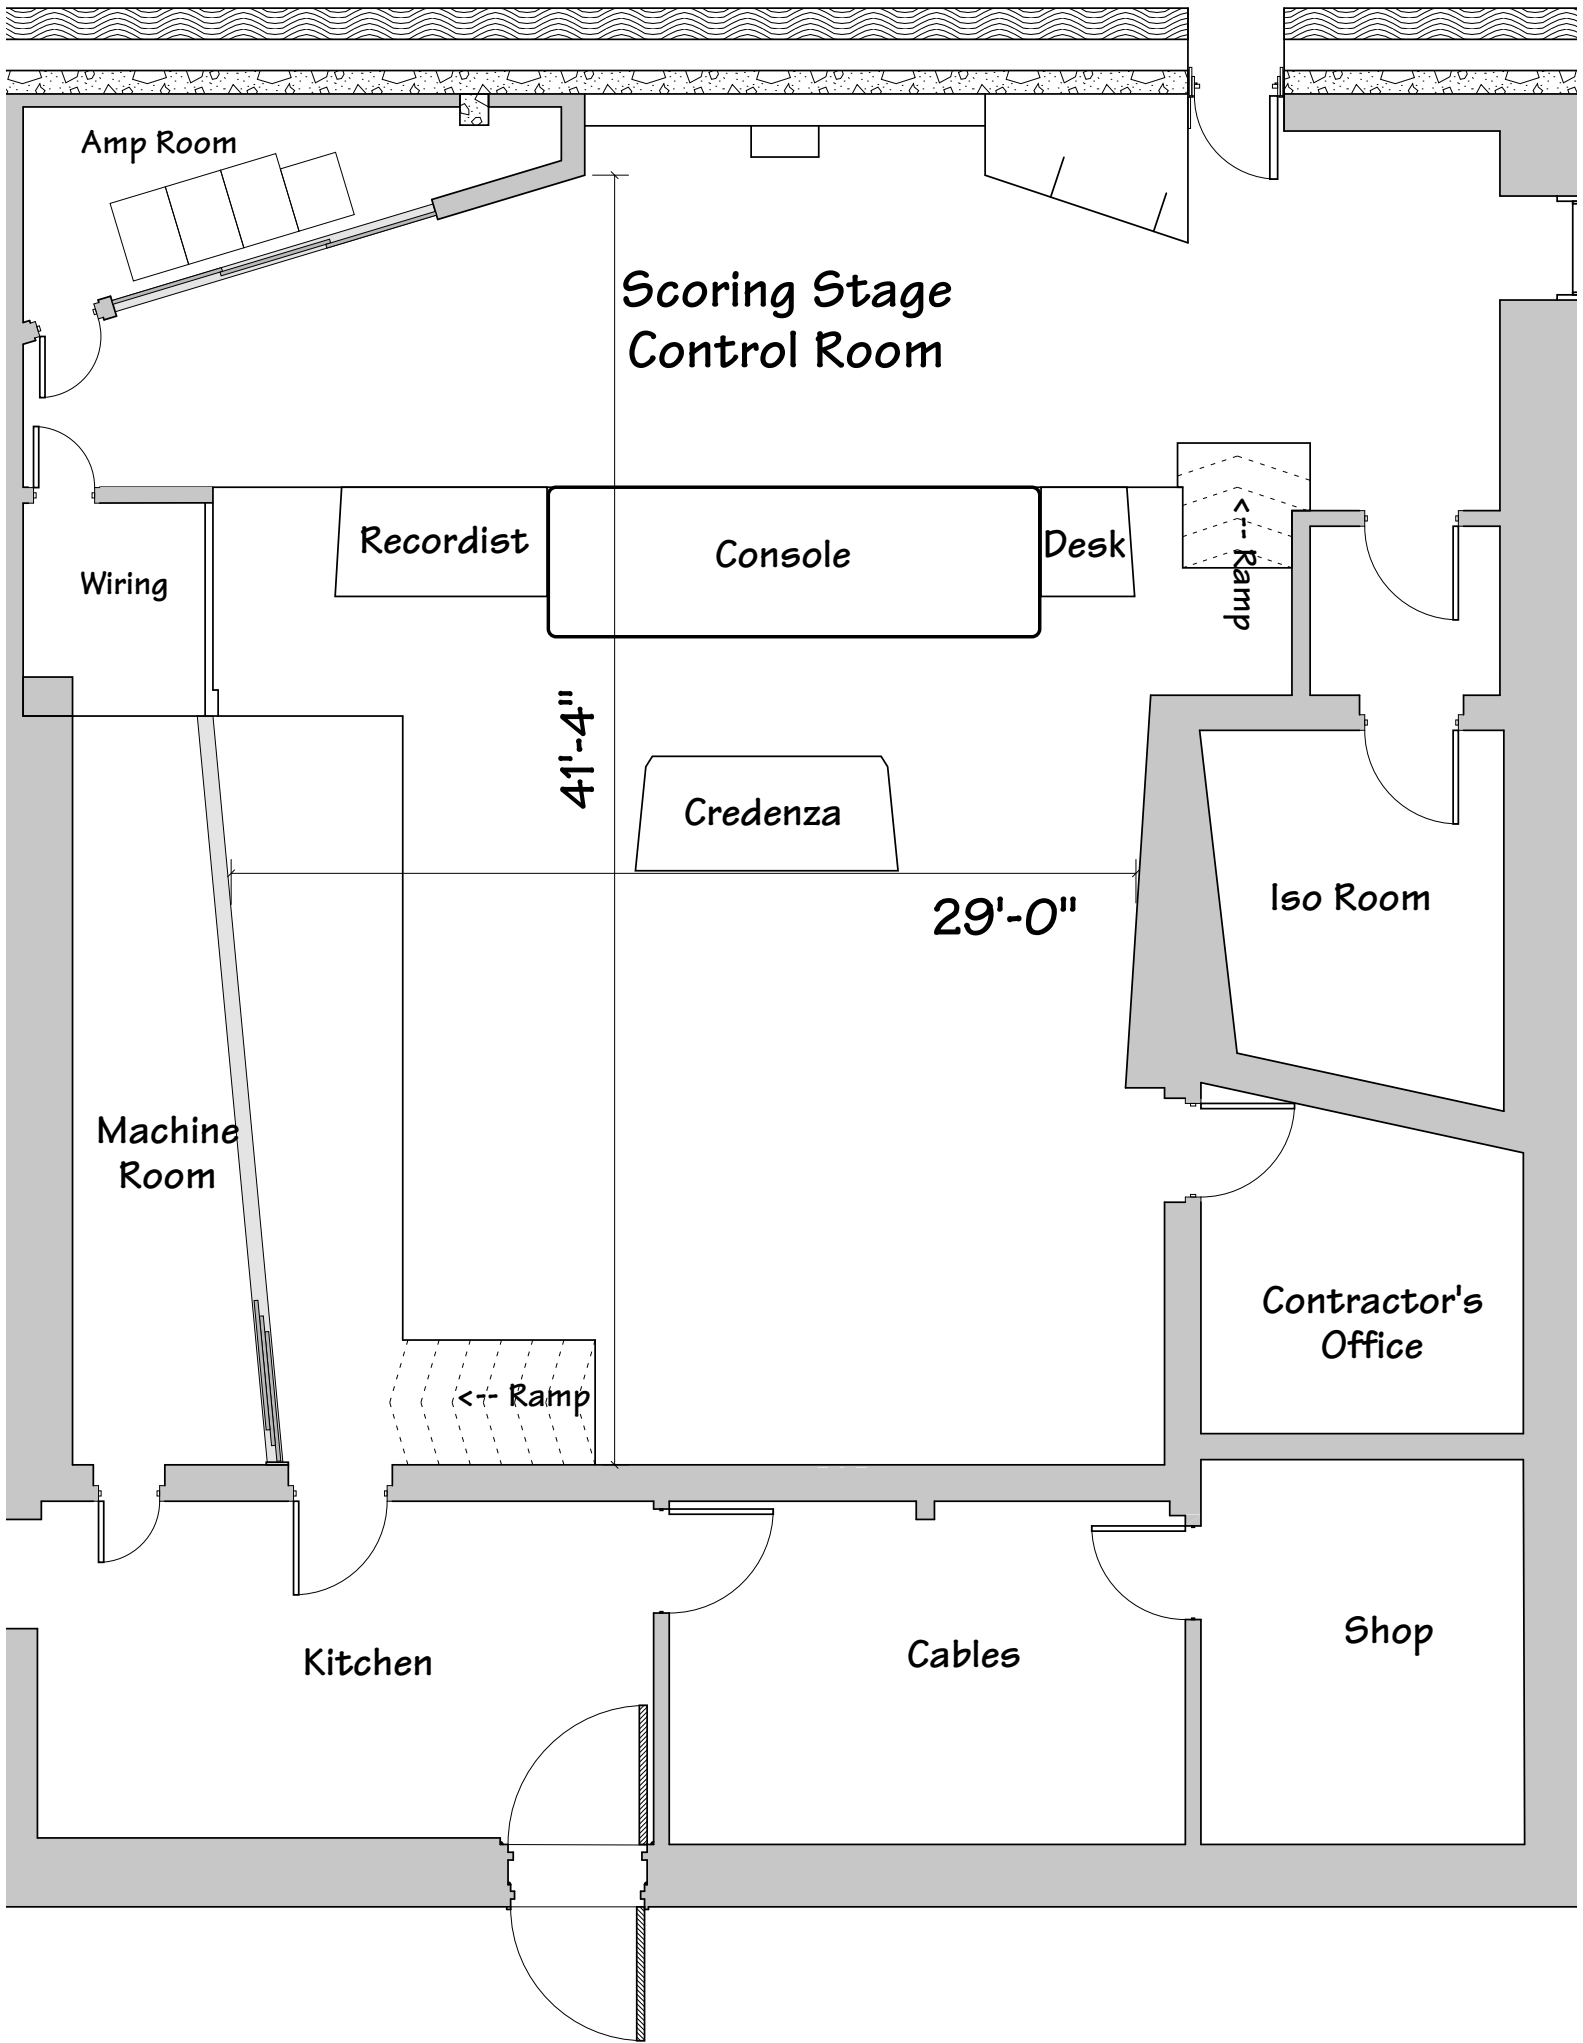 Amp Room
Scoring Stage
Control Room
Recordist
Console
Desk
<-- Ramp
Wiring
41'-4"
Credenza
29'-0"
Iso Room
Machine
Room
Contractor's
Office
<-- Ramp
Kitchen
Cables
Shop